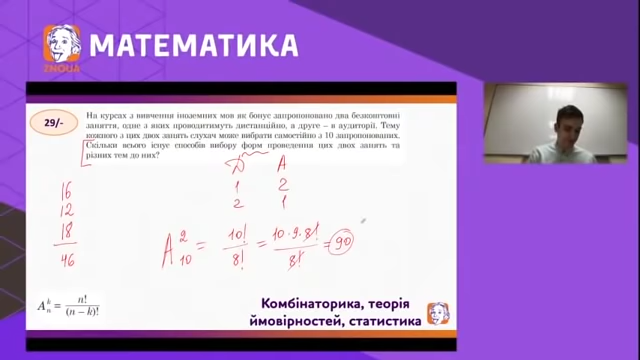 МАТЕМАТИКА
ZNOUA
29/-
На курсах з вивчення іноземних мов як бонус запропоновано два безкоштовні
заняття, одне з яких проводитимуть дистанційно, а друге – в аудиторії. Тему
кожного з цих двох занять слухач може вибрати самостійно з 10 запропонованих.
Скільки всього існує способів вибору форм проведення цих двох занять та
різних тем до них?
Д А
1 2
2 1
16
12
18
46
A²₁₀ = 10!/8! = 10·9·8!/8! = 90
Aₙᵏ = n!/(n − k)!
Комбінаторика, теорія
ймовірностей, статистика